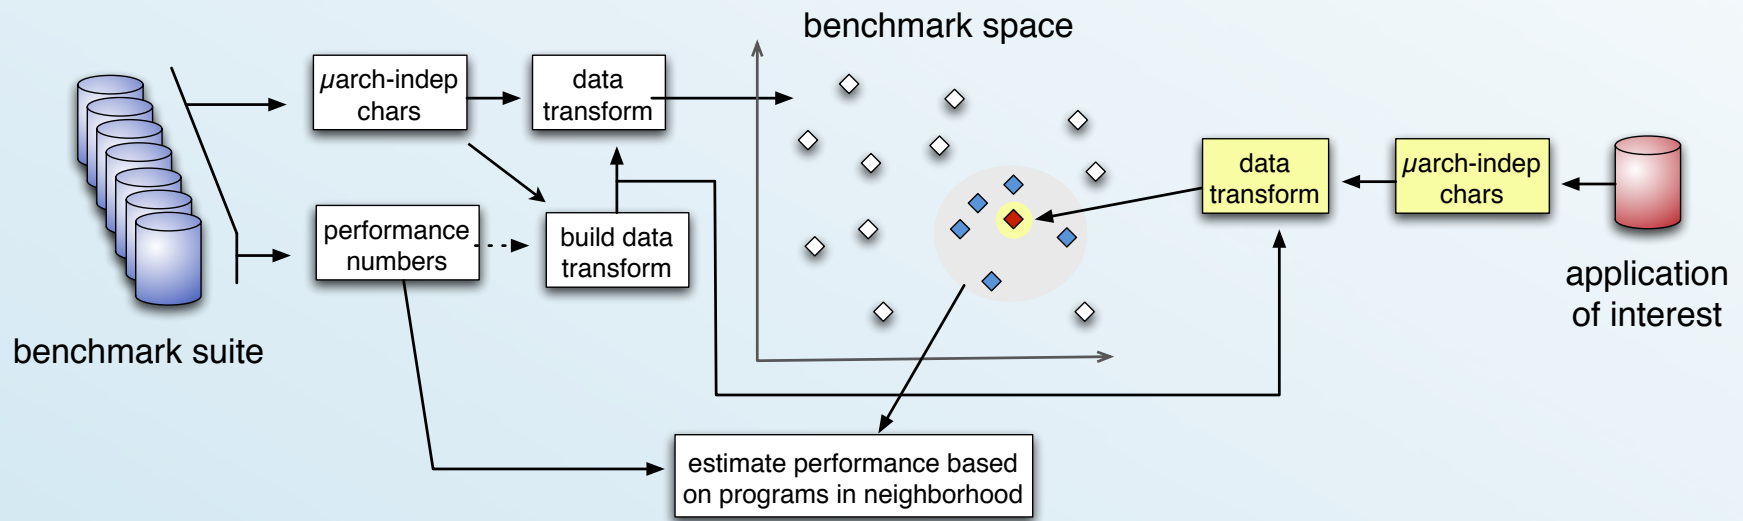 benchmark space
µarch-indep
chars
data
transform
performance
numbers
build data
transform
benchmark suite
data
transform
µarch-indep
chars
application
of interest
estimate performance based
on programs in neighborhood